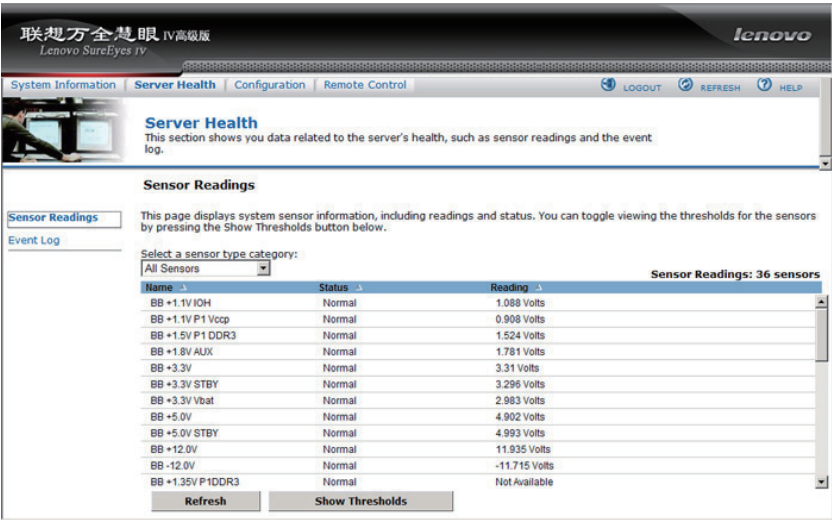 联想万全慧眼 IV高级版
Lenovo SureEyes IV
lenovo
System Information
Server Health
Configuration
Remote Control
LOGOUT
REFRESH
HELP
Server Health
This section shows you data related to the server's health, such as sensor readings and the event
log.
Sensor Readings
Event Log
Sensor Readings
This page displays system sensor information, including readings and status. You can toggle viewing the thresholds for the sensors
by pressing the Show Thresholds button below.
Select a sensor type category:
All Sensors
Sensor Readings: 36 sensors
Name Status Reading
BB +1.1V IOH Normal 1.088 Volts
BB +1.1V P1 Vccp Normal 0.908 Volts
BB +1.5V P1 DDR3 Normal 1.524 Volts
BB +1.8V AUX Normal 1.781 Volts
BB +3.3V Normal 3.31 Volts
BB +3.3V STBY Normal 3.296 Volts
BB +3.3V Vbat Normal 2.983 Volts
BB +5.0V Normal 4.902 Volts
BB +5.0V STBY Normal 4.993 Volts
BB +12.0V Normal 11.935 Volts
BB -12.0V Normal -11.715 Volts
BB +1.35V P1DDR3 Normal Not Available
Refresh
Show Thresholds